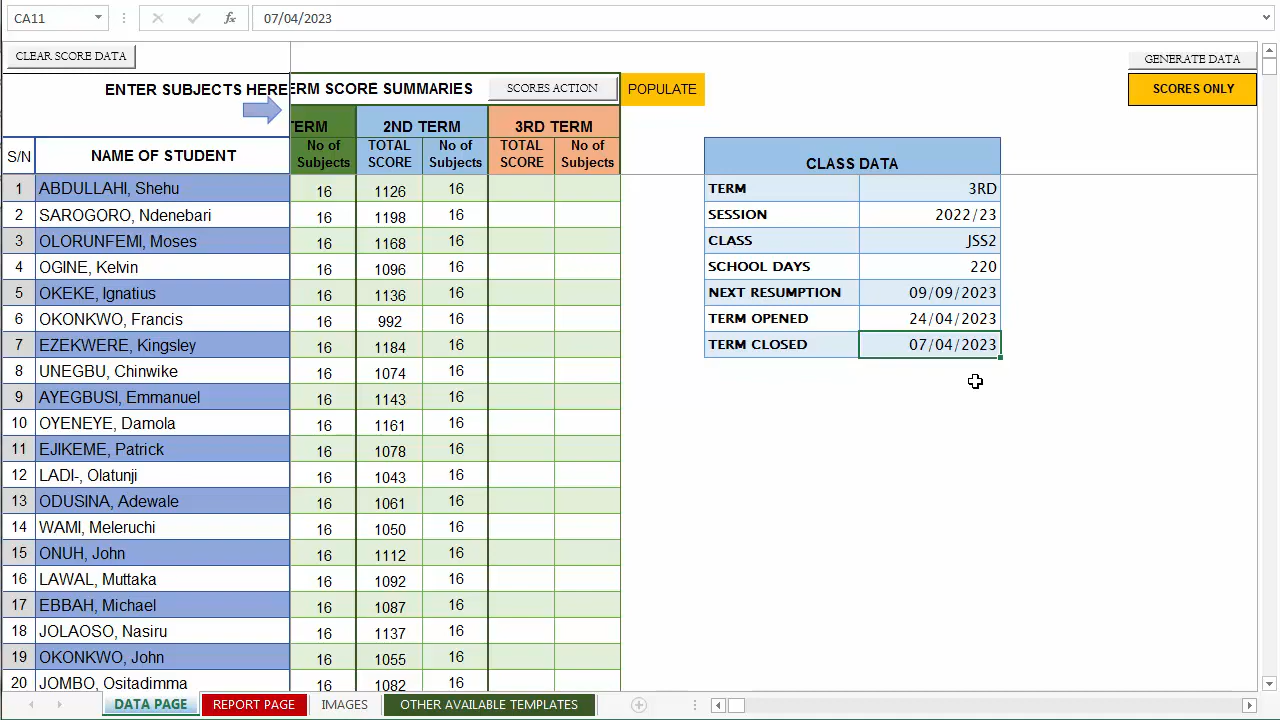 CA11 fx 07/04/2023
CLEAR SCORE DATA GENERATE DATA
ENTER SUBJECTS HERE ERM SCORE SUMMARIES SCORES ACTION POPULATE SCORES ONLY
TERM 2ND TERM 3RD TERM
S/N NAME OF STUDENT No of Subjects TOTAL SCORE No of Subjects TOTAL SCORE No of Subjects
1 ABDULLAHI, Shehu 16 1126 16
2 SAROGORO, Ndenebari 16 1198 16
3 OLORUNFEMI, Moses 16 1168 16
4 OGINE, Kelvin 16 1096 16
5 OKEKE, Ignatius 16 1136 16
6 OKONKWO, Francis 16 992 16
7 EZEKWERE, Kingsley 16 1184 16
8 UNEGBU, Chinwike 16 1074 16
9 AYEGBUSI, Emmanuel 16 1143 16
10 OYENEYE, Damola 16 1161 16
11 EJIKEME, Patrick 16 1078 16
12 LADI-, Olatunji 16 1043 16
13 ODUSINA, Adewale 16 1061 16
14 WAMI, Meleruchi 16 1050 16
15 ONUH, John 16 1112 16
16 LAWAL, Muttaka 16 1092 16
17 EBBAH, Michael 16 1087 16
18 JOLAOSO, Nasiru 16 1137 16
19 OKONKWO, John 16 1055 16
20 JOMBO, Ositadimma 16 1082 16
CLASS DATA
TERM 3RD
SESSION 2022/23
CLASS JSS2
SCHOOL DAYS 220
NEXT RESUMPTION 09/09/2023
TERM OPENED 24/04/2023
TERM CLOSED 07/04/2023
DATA PAGE REPORT PAGE IMAGES OTHER AVAILABLE TEMPLATES